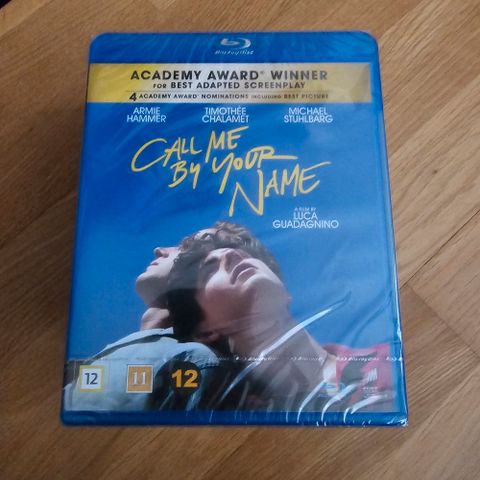 Blu-ray Disc
ACADEMY AWARD® WINNER
FOR BEST ADAPTED SCREENPLAY
4 ACADEMY AWARD® NOMINATIONS INCLUDING BEST PICTURE
ARMIE HAMMER
TIMOTHÉE CHALAMET
MICHAEL STUHLBARG
CALL ME
BY YOUR
NAME
A FILM BY
LUCA
GUADAGNINO
12
11
12